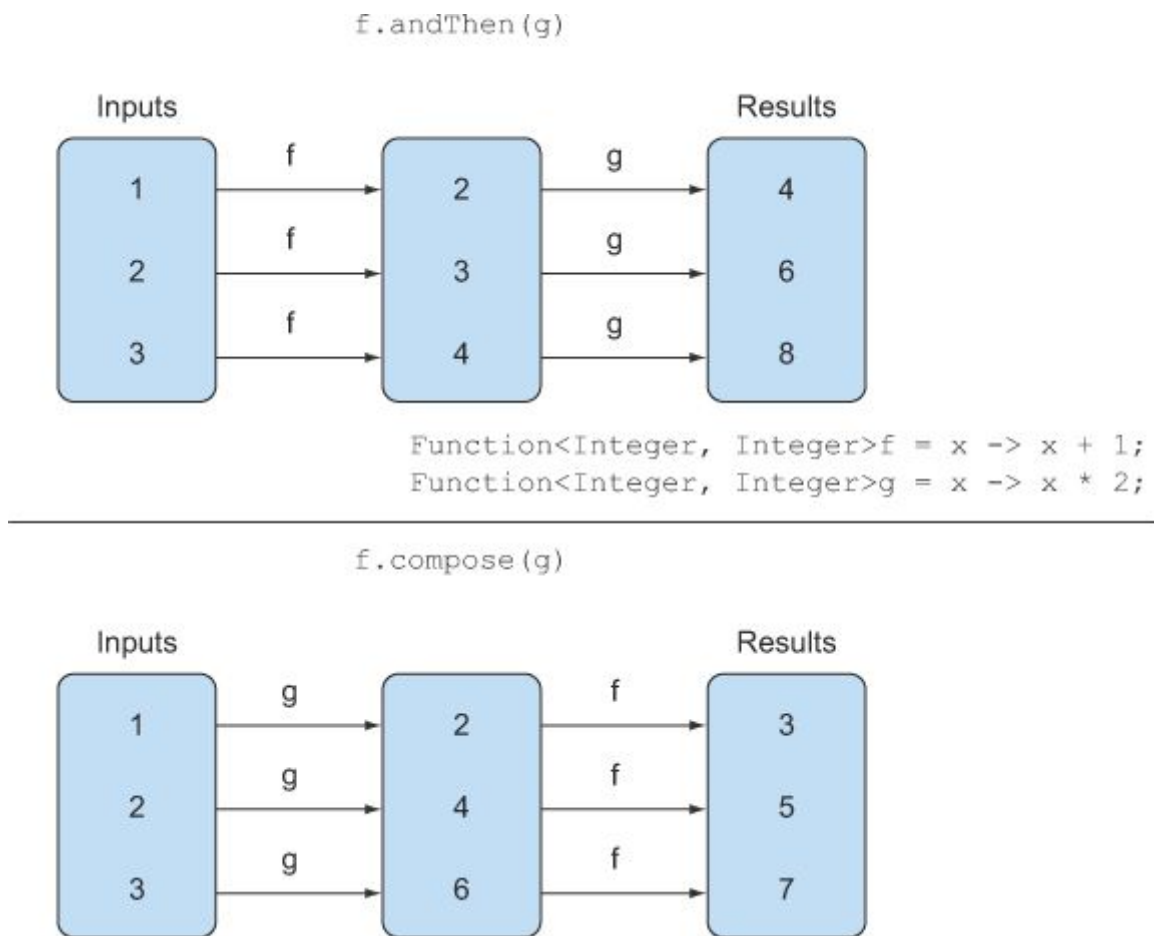 f.andThen(g)
Inputs Results
f g
1 2 4
f g
2 3 6
f g
3 4 8
Function<Integer, Integer>f = x -> x + 1;
Function<Integer, Integer>g = x -> x * 2;
f.compose(g)
Inputs Results
g f
1 2 3
g f
2 4 5
g f
3 6 7